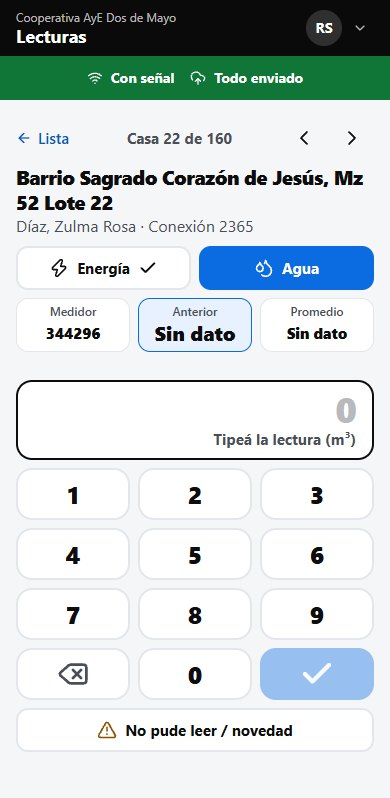 Cooperativa AyE Dos de Mayo
Lecturas
RS
Con señal
Todo enviado
Lista
Casa 22 de 160
Barrio Sagrado Corazón de Jesús, Mz
52 Lote 22
Díaz, Zulma Rosa · Conexión 2365
Energía
Agua
Medidor
344296
Anterior
Sin dato
Promedio
Sin dato
0
Tipeá la lectura (m³)
1
2
3
4
5
6
7
8
9
0
No pude leer / novedad